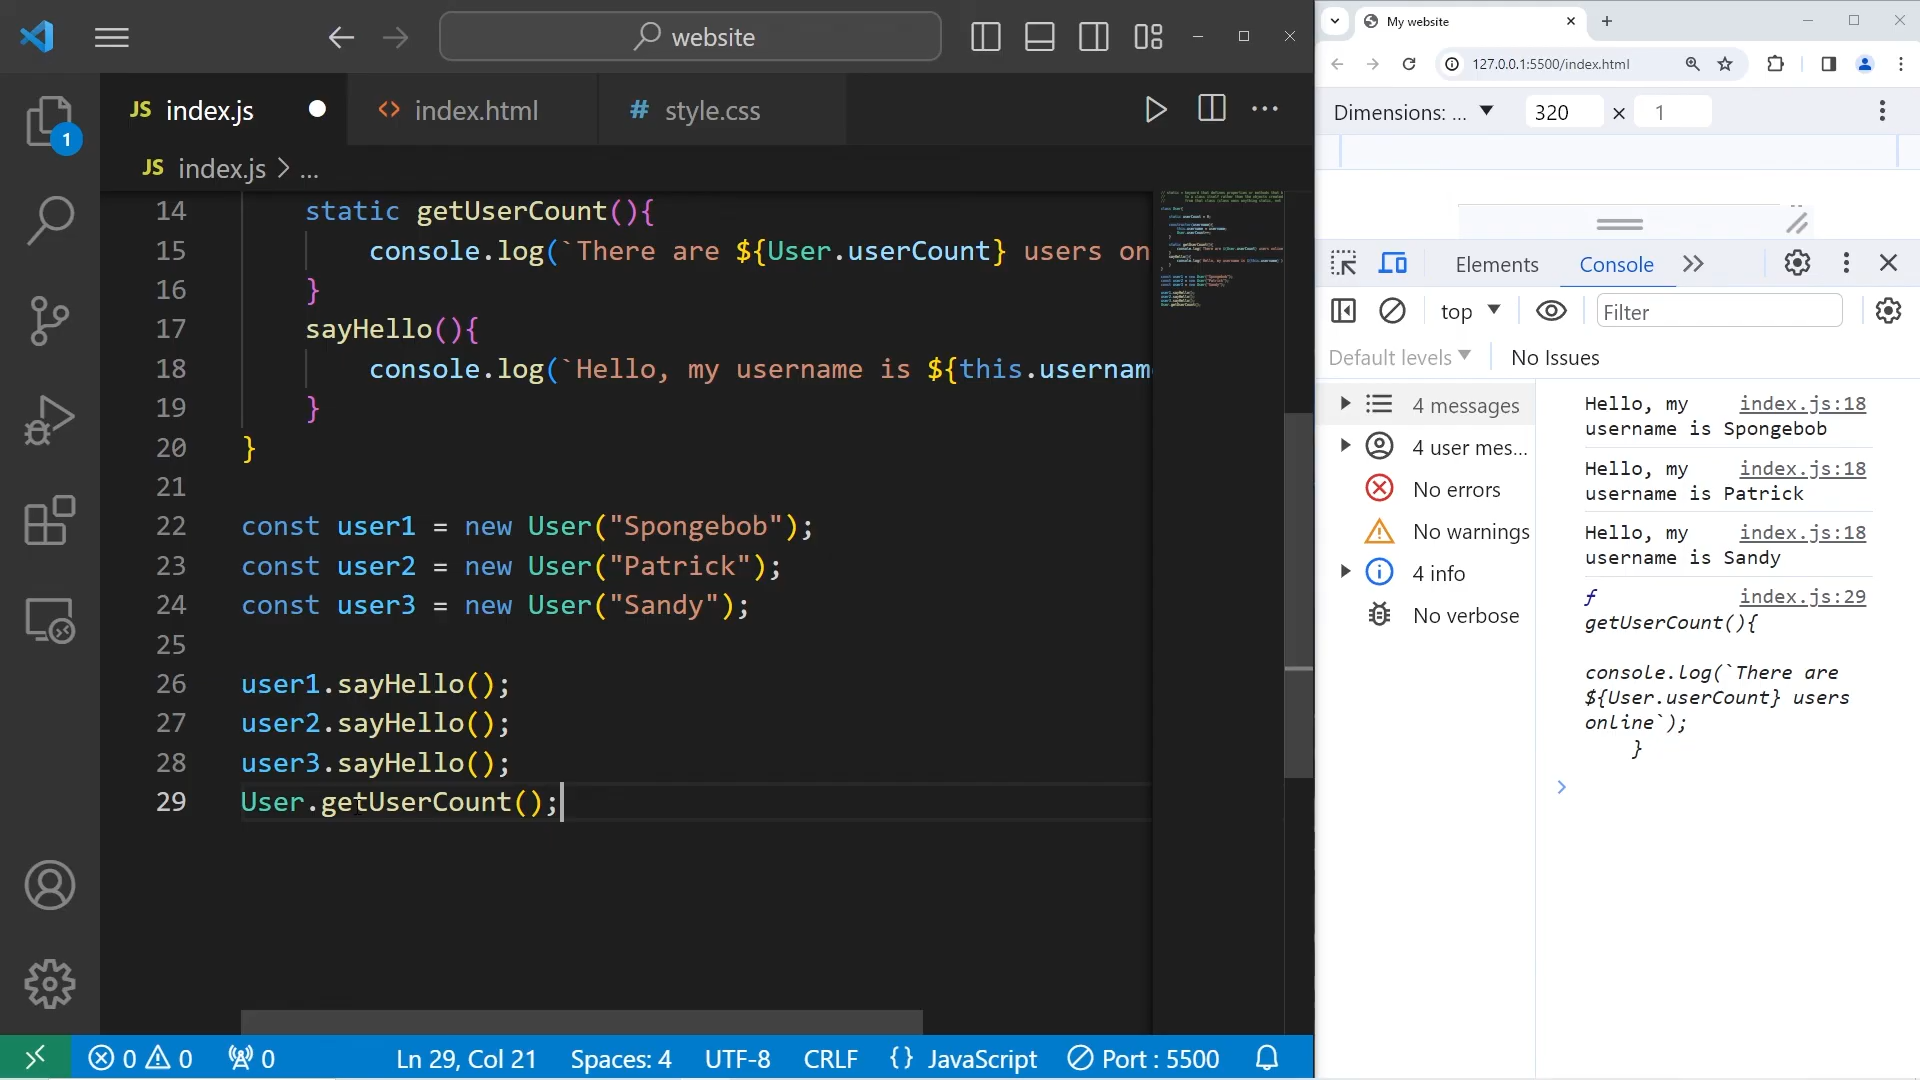 website
JS index.js
<> index.html
# style.css
JS index.js > ...
1
14 static getUserCount(){
15 console.log(`There are ${User.userCount} users on
16 }
17 sayHello(){
18 console.log(`Hello, my username is ${this.usernam
19 }
20 }
21
22 const user1 = new User("Spongebob");
23 const user2 = new User("Patrick");
24 const user3 = new User("Sandy");
25
26 user1.sayHello();
27 user2.sayHello();
28 user3.sayHello();
29 User.getUserCount();
0 0 0 Ln 29, Col 21 Spaces: 4 UTF-8 CRLF {} JavaScript Port : 5500
My website
127.0.0.1:5500/index.html
Dimensions: ... 320 × 1
Elements Console
top Filter
Default levels No Issues
4 messages
4 user mes...
No errors
No warnings
4 info
No verbose
Hello, my index.js:18
username is Spongebob
Hello, my index.js:18
username is Patrick
Hello, my index.js:18
username is Sandy
ƒ index.js:29
getUserCount(){
console.log(`There are
${User.userCount} users
online`);
}